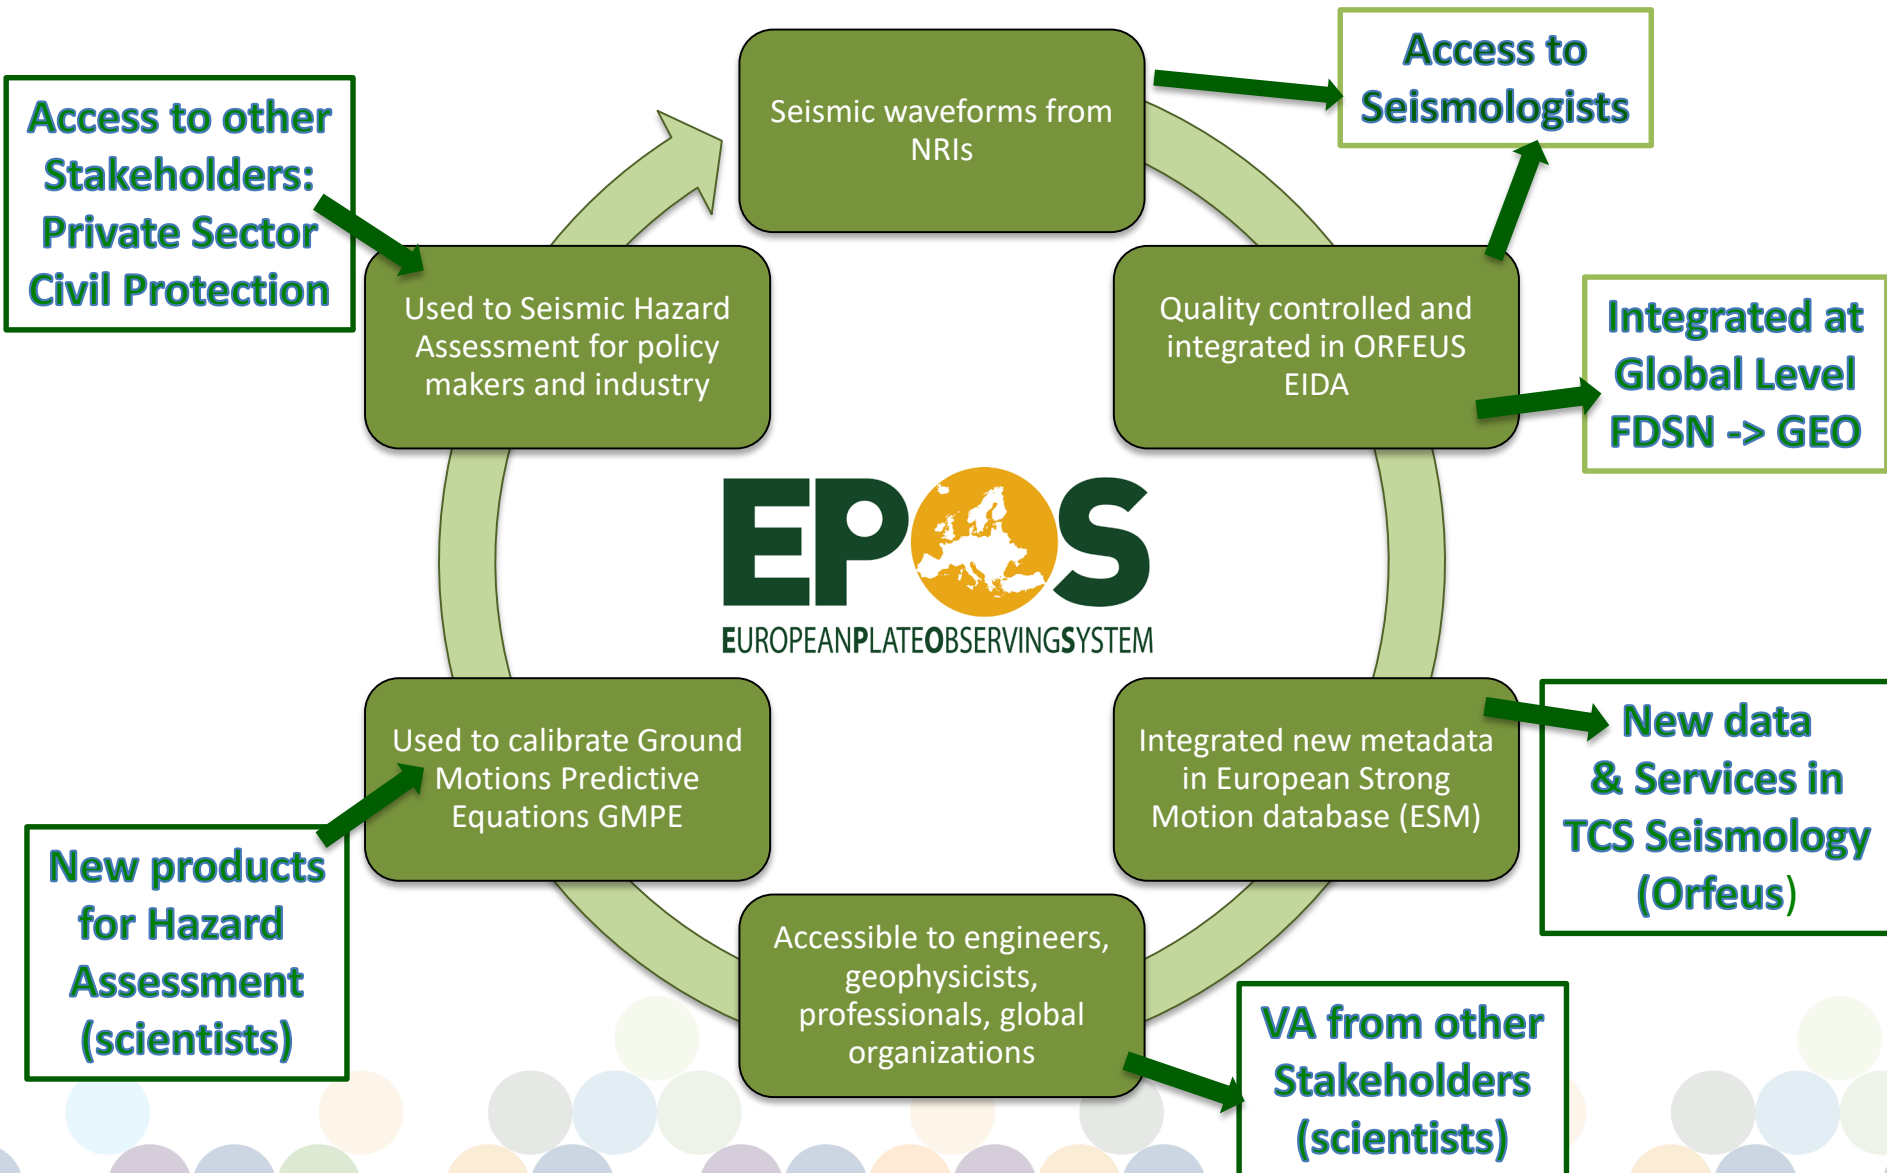 Seismic waveforms from
NRIs
Access to
Seismologists
Access to other
Stakeholders:
Private Sector
Civil Protection
Used to Seismic Hazard
Assessment for policy
makers and industry
Quality controlled and
integrated in ORFEUS
EIDA
Integrated at
Global Level
FDSN -> GEO
EPOS
EUROPEANPLATEOBSERVINGSYSTEM
Used to calibrate Ground
Motions Predictive
Equations GMPE
Integrated new metadata
in European Strong
Motion database (ESM)
New data
& Services in
TCS Seismology
(Orfeus)
New products
for Hazard
Assessment
(scientists)
Accessible to engineers,
geophysicists,
professionals, global
organizations
VA from other
Stakeholders
(scientists)